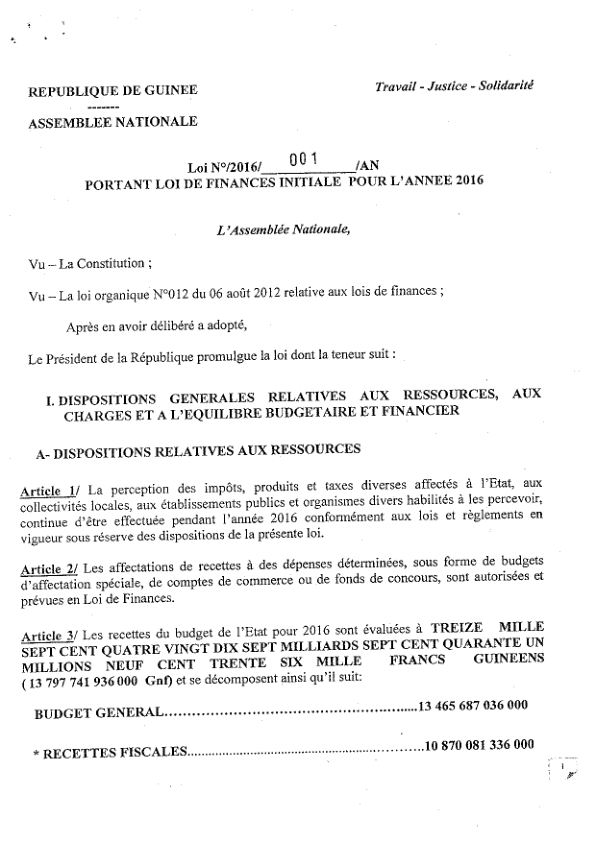 REPUBLIQUE DE GUINEE
-------
ASSEMBLEE NATIONALE
Travail - Justice - Solidarité
Loi N°/2016/ 001 /AN
PORTANT LOI DE FINANCES INITIALE POUR L'ANNEE 2016
L'Assemblée Nationale,
Vu – La Constitution ;
Vu – La loi organique N°012 du 06 août 2012 relative aux lois de finances ;
Après en avoir délibéré a adopté,
Le Président de la République promulgue la loi dont la teneur suit :
I. DISPOSITIONS GENERALES RELATIVES AUX RESSOURCES, AUX
CHARGES ET A L'EQUILIBRE BUDGETAIRE ET FINANCIER
A- DISPOSITIONS RELATIVES AUX RESSOURCES
Article 1/ La perception des impôts, produits et taxes diverses affectés à l'Etat, aux
collectivités locales, aux établissements publics et organismes divers habilités à les percevoir,
continue d'être effectuée pendant l'année 2016 conformément aux lois et règlements en
vigueur sous réserve des dispositions de la présente loi.
Article 2/ Les affectations de recettes à des dépenses déterminées, sous forme de budgets
d'affectation spéciale, de comptes de commerce ou de fonds de concours, sont autorisées et
prévues en Loi de Finances.
Article 3/ Les recettes du budget de l'Etat pour 2016 sont évaluées à TREIZE MILLE
SEPT CENT QUATRE VINGT DIX SEPT MILLIARDS SEPT CENT QUARANTE UN
MILLIONS NEUF CENT TRENTE SIX MILLE FRANCS GUINEENS
( 13 797 741 936 000 Gnf) et se décomposent ainsi qu'il suit:
BUDGET GENERAL..........................................................13 465 687 036 000
* RECETTES FISCALES......................................................10 870 081 336 000
1